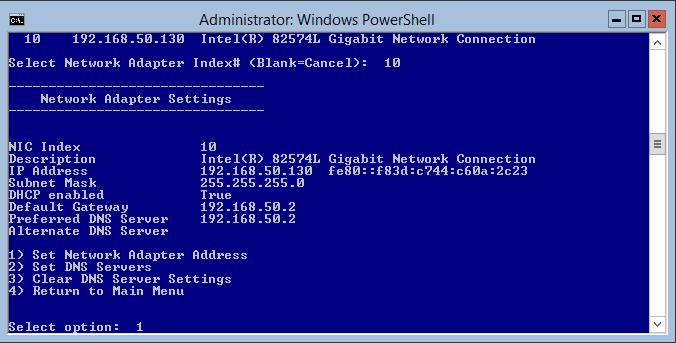 Administrator: Windows PowerShell
10 192.168.50.130 Intel(R) 82574L Gigabit Network Connection
Select Network Adapter Index# (Blank=Cancel): 10
--------------------------------
Network Adapter Settings
--------------------------------
NIC Index 10
Description Intel(R) 82574L Gigabit Network Connection
IP Address 192.168.50.130 fe80::f83d:c744:c60a:2c23
Subnet Mask 255.255.255.0
DHCP enabled True
Default Gateway 192.168.50.2
Preferred DNS Server 192.168.50.2
Alternate DNS Server
1) Set Network Adapter Address
2) Set DNS Servers
3) Clear DNS Server Settings
4) Return to Main Menu
Select option: 1